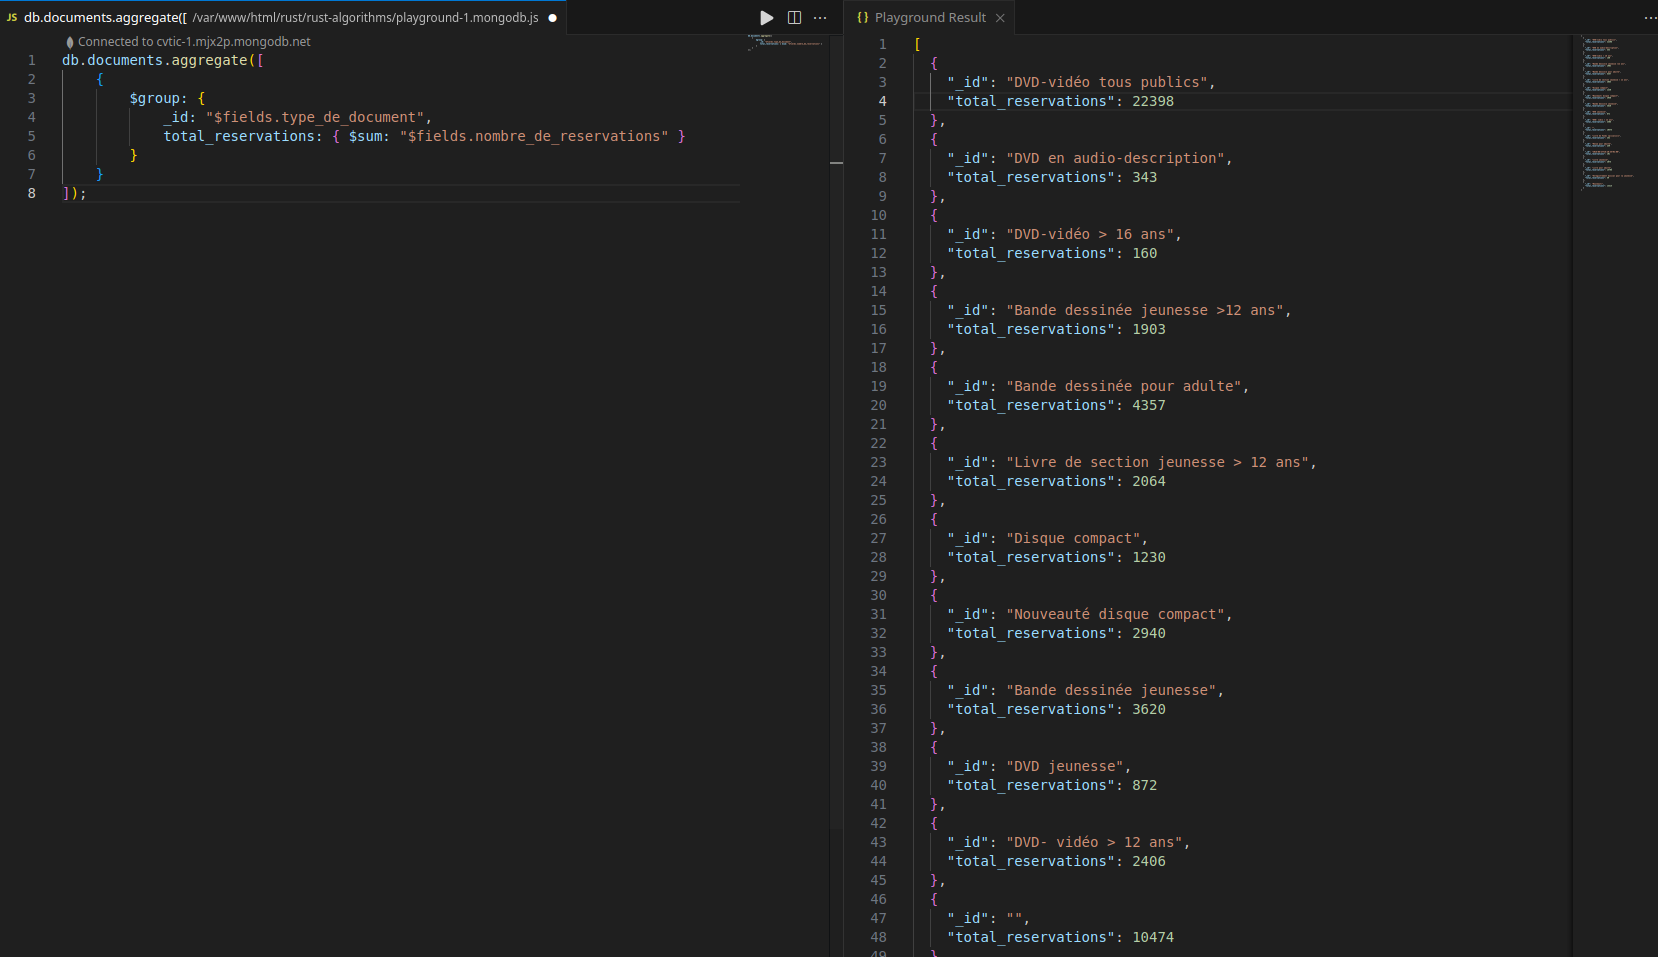 JS db.documents.aggregate([ /var/www/html/rust/rust-algorithms/playground-1.mongodb.js
Connected to cvtic-1.mjx2p.mongodb.net
1 db.documents.aggregate([
2 {
3 $group: {
4 _id: "$fields.type_de_document",
5 total_reservations: { $sum: "$fields.nombre_de_reservations" }
6 }
7 }
8 ]);
{} Playground Result
1 [
2 {
3 "_id": "DVD-vidéo tous publics",
4 "total_reservations": 22398
5 },
6 {
7 "_id": "DVD en audio-description",
8 "total_reservations": 343
9 },
10 {
11 "_id": "DVD-vidéo > 16 ans",
12 "total_reservations": 160
13 },
14 {
15 "_id": "Bande dessinée jeunesse >12 ans",
16 "total_reservations": 1903
17 },
18 {
19 "_id": "Bande dessinée pour adulte",
20 "total_reservations": 4357
21 },
22 {
23 "_id": "Livre de section jeunesse > 12 ans",
24 "total_reservations": 2064
25 },
26 {
27 "_id": "Disque compact",
28 "total_reservations": 1230
29 },
30 {
31 "_id": "Nouveauté disque compact",
32 "total_reservations": 2940
33 },
34 {
35 "_id": "Bande dessinée jeunesse",
36 "total_reservations": 3620
37 },
38 {
39 "_id": "DVD jeunesse",
40 "total_reservations": 872
41 },
42 {
43 "_id": "DVD- vidéo > 12 ans",
44 "total_reservations": 2406
45 },
46 {
47 "_id": "",
48 "total_reservations": 10474
49 }